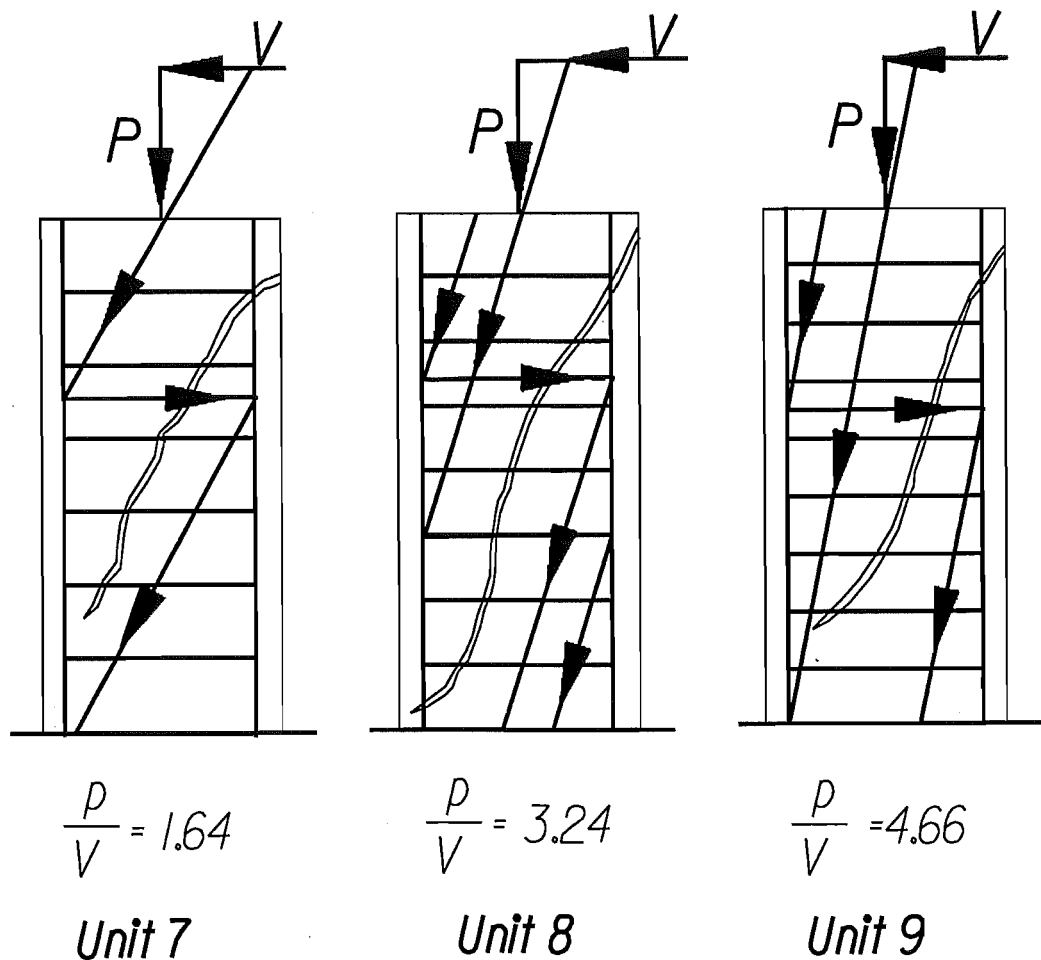 V V V
P P P
P/V = 1.64 P/V = 3.24 P/V = 4.66
Unit 7 Unit 8 Unit 9